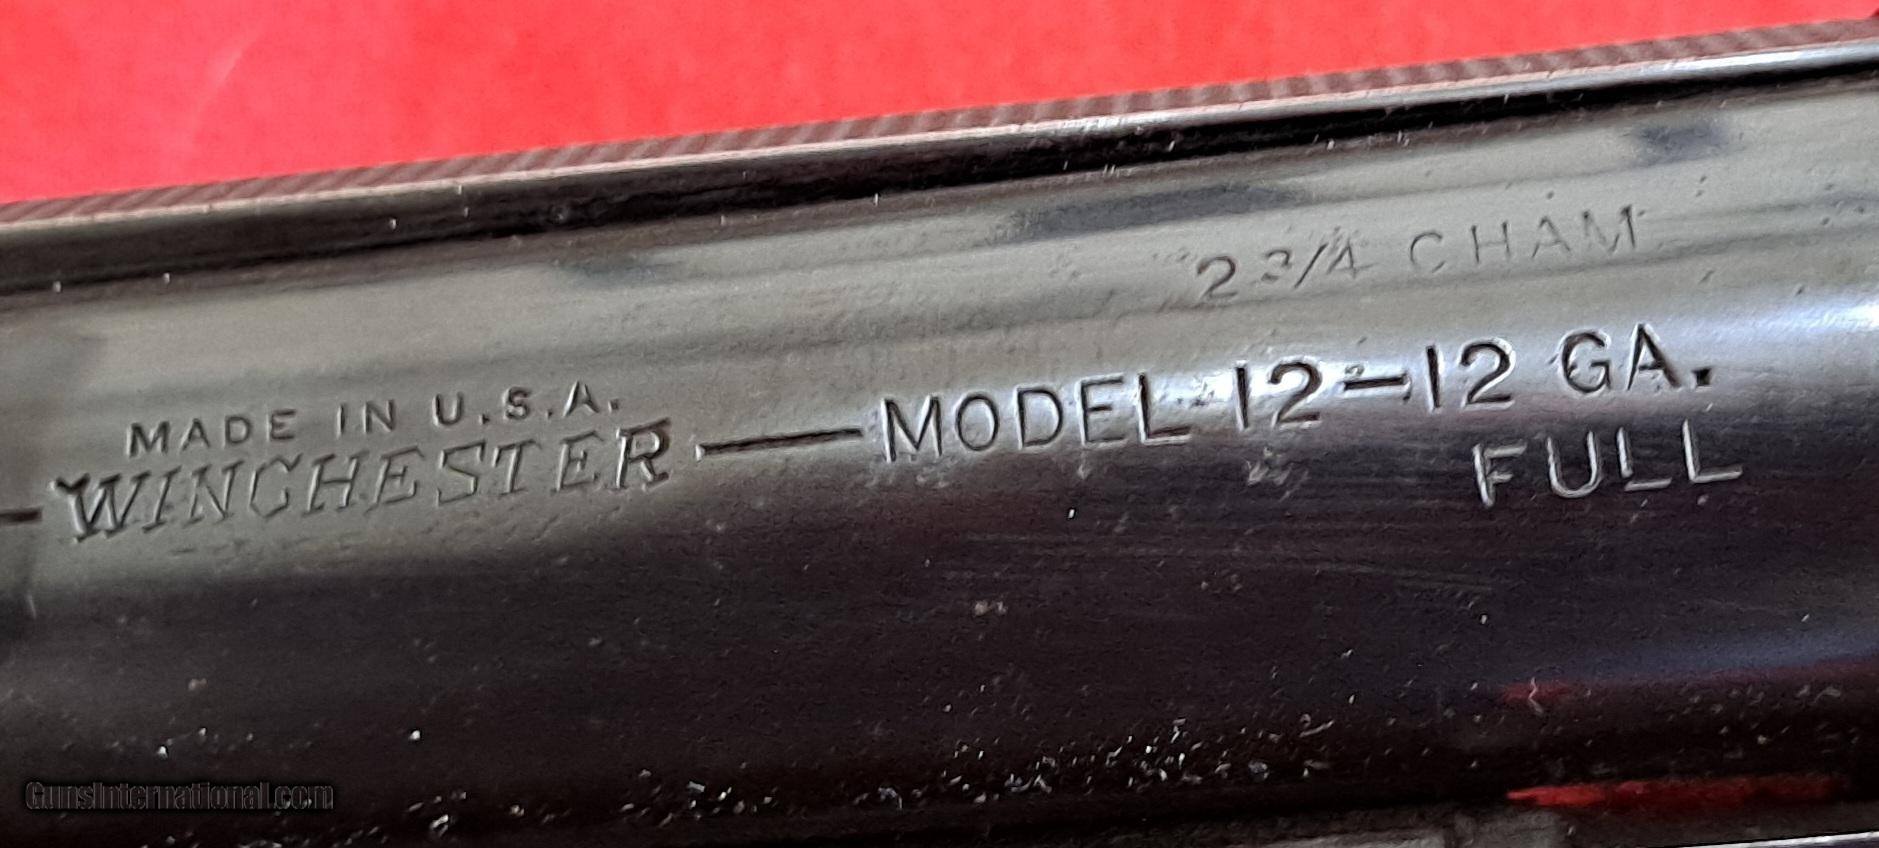 2 3/4 CHAM
MADE IN U.S.A.
—WINCHESTER—MODEL 12—12 GA.
FULL
GunsInternational.com